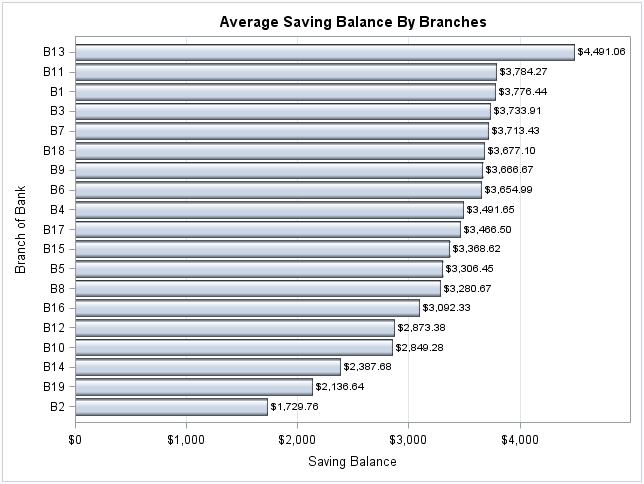 Average Saving Balance By Branches
B13 $4,491.06
B11 $3,784.27
B1 $3,776.44
B3 $3,733.91
B7 $3,713.43
B18 $3,677.10
B9 $3,666.67
B6 $3,654.99
B4 $3,491.65
B17 $3,466.50
B15 $3,368.62
B5 $3,306.45
B8 $3,280.67
B16 $3,092.33
B12 $2,873.38
B10 $2,849.28
B14 $2,387.68
B19 $2,136.64
B2 $1,729.76
Branch of Bank
$0 $1,000 $2,000 $3,000 $4,000
Saving Balance